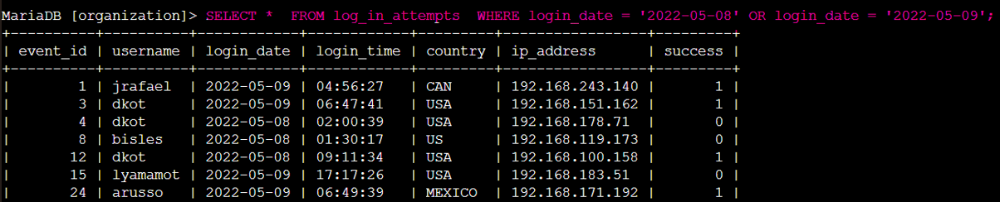 MariaDB [organization]> SELECT *  FROM log_in_attempts  WHERE login_date = '2022-05-08' OR login_date = '2022-05-09';
+----------+----------+------------+------------+---------+-----------------+---------+
| event_id | username | login_date | login_time | country | ip_address      | success |
+----------+----------+------------+------------+---------+-----------------+---------+
|        1 | jrafael  | 2022-05-09 | 04:56:27   | CAN     | 192.168.243.140 |       1 |
|        3 | dkot     | 2022-05-09 | 06:47:41   | USA     | 192.168.151.162 |       1 |
|        4 | dkot     | 2022-05-08 | 02:00:39   | USA     | 192.168.178.71  |       0 |
|        8 | bisles   | 2022-05-08 | 01:30:17   | US      | 192.168.119.173 |       0 |
|       12 | dkot     | 2022-05-08 | 09:11:34   | USA     | 192.168.100.158 |       1 |
|       15 | lyamamot | 2022-05-09 | 17:17:26   | USA     | 192.168.183.51  |       0 |
|       24 | arusso   | 2022-05-09 | 06:49:39   | MEXICO  | 192.168.171.192 |       1 |